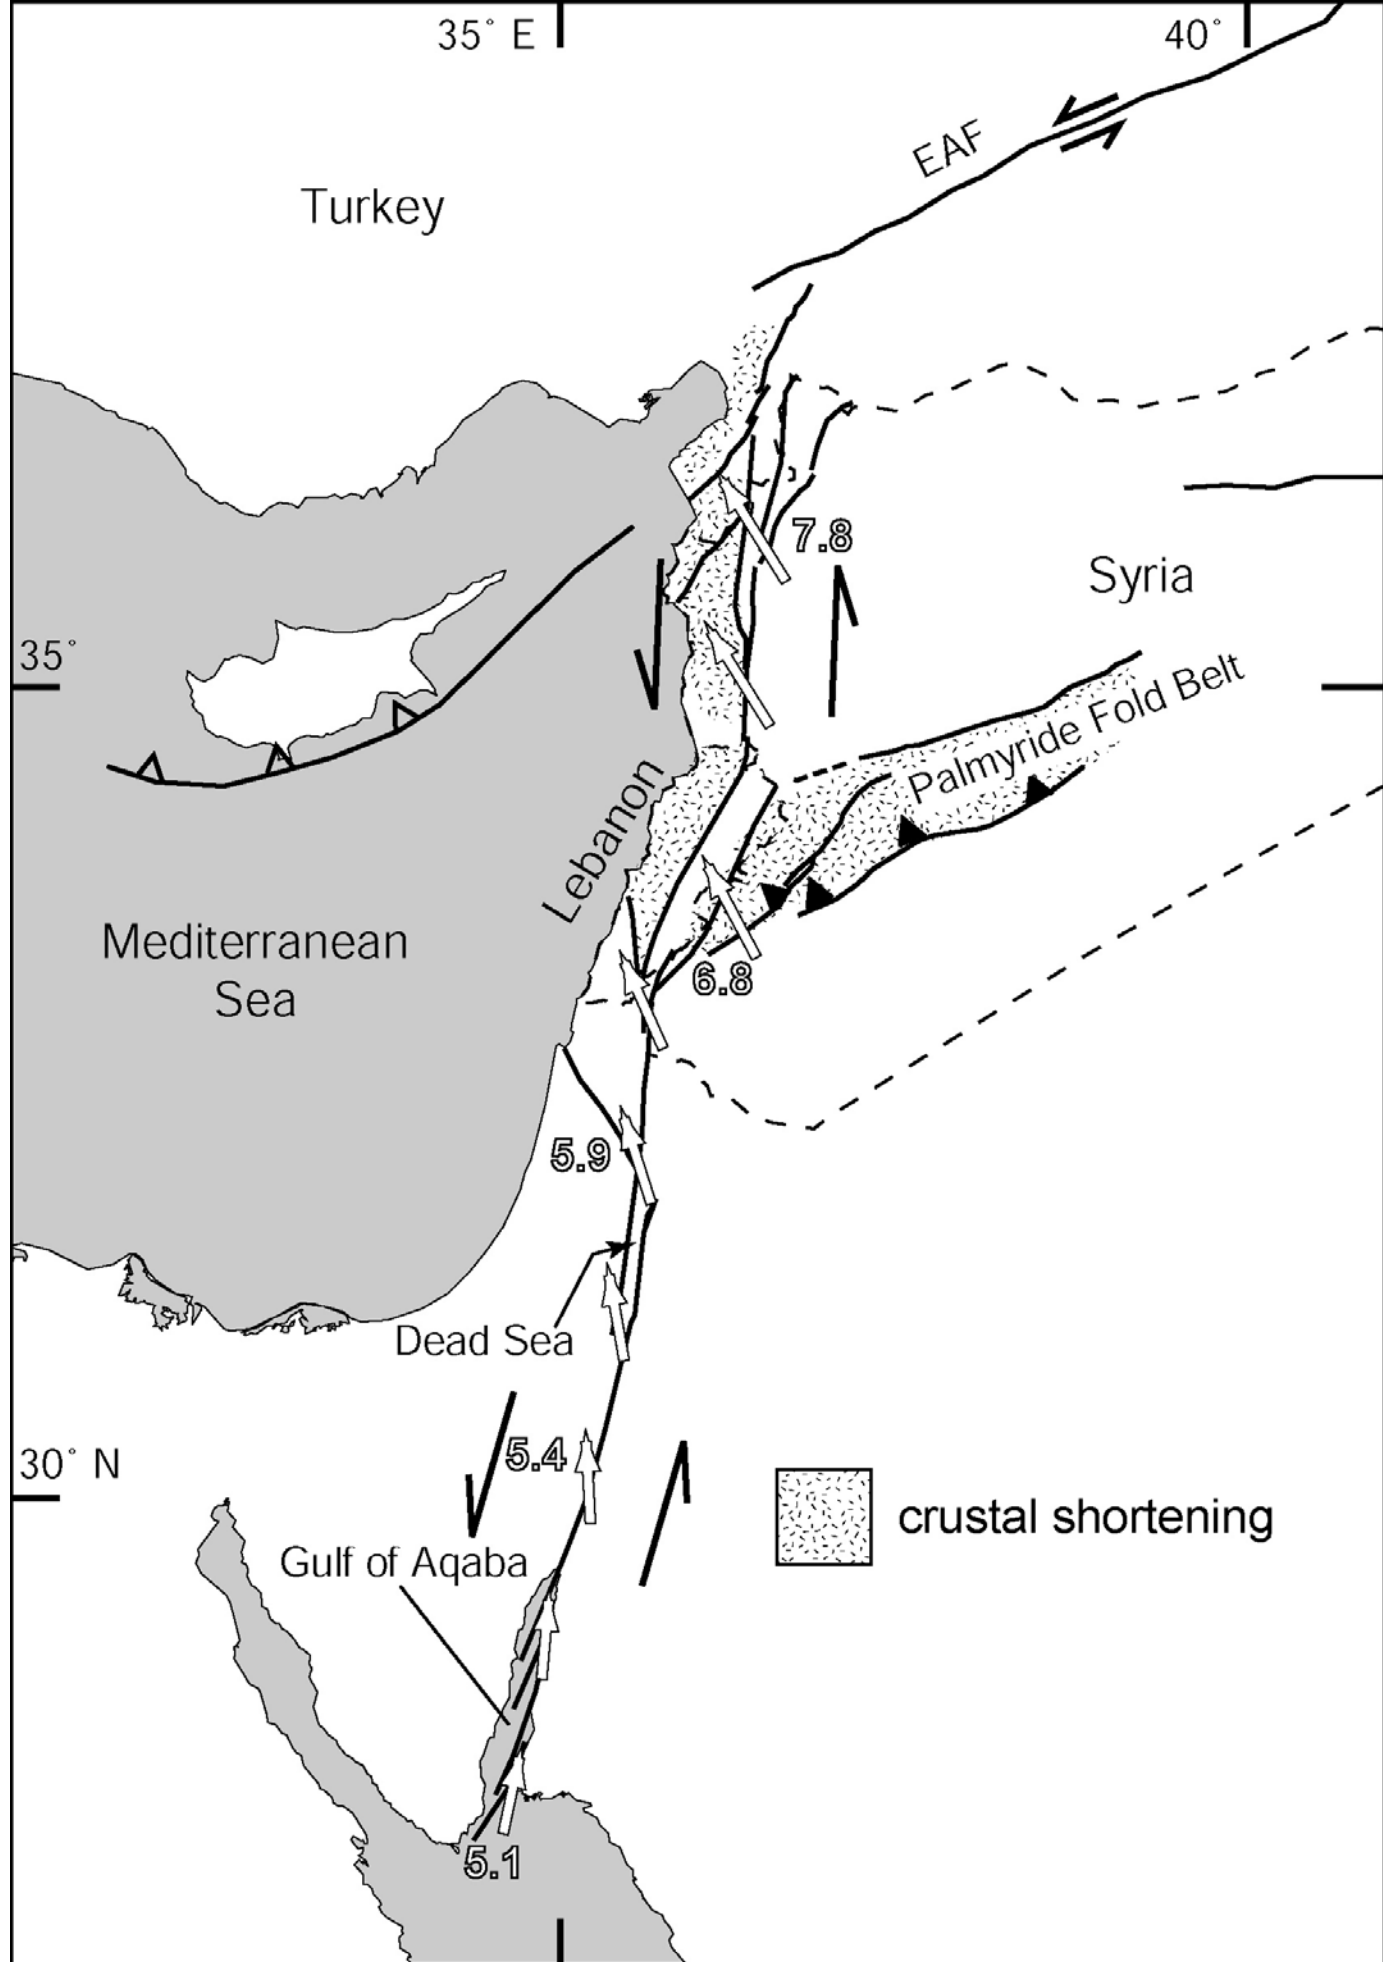 35° E
40°
EAF
Turkey
7.8
Syria
35°
Palmyride Fold Belt
Lebanon
Mediterranean
Sea
6.8
5.9
Dead Sea
5.4
30° N
crustal shortening
Gulf of Aqaba
5.1